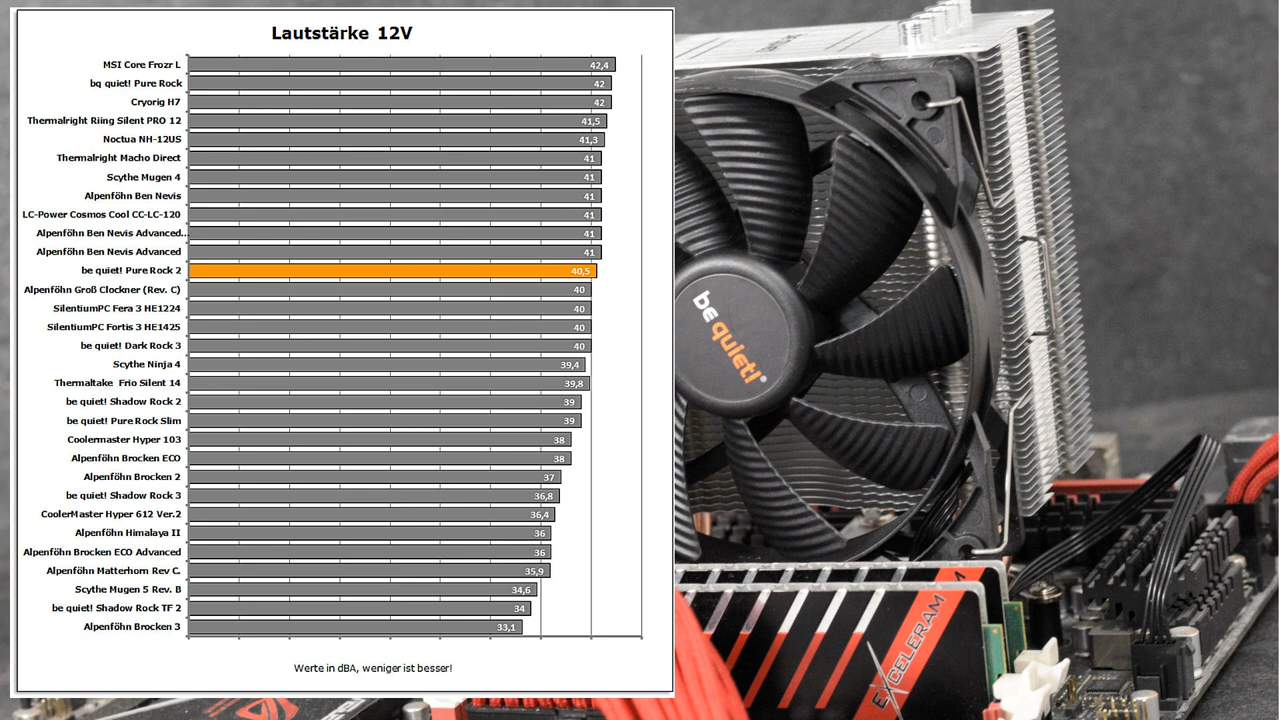 Lautstärke 12V
MSI Core Frozr L 42,4
bq quiet! Pure Rock 42
Cryorig H7 42
Thermalright Riing Silent PRO 12 41,5
Noctua NH-12US 41,3
Thermalright Macho Direct 41
Scythe Mugen 4 41
Alpenföhn Ben Nevis 41
LC-Power Cosmos Cool CC-LC-120 41
Alpenföhn Ben Nevis Advanced... 41
Alpenföhn Ben Nevis Advanced 41
be quiet! Pure Rock 2 40,5
Alpenföhn Groß Clockner (Rev. C) 40
SilentiumPC Fera 3 HE1224 40
SilentiumPC Fortis 3 HE1425 40
be quiet! Dark Rock 3 40
Scythe Ninja 4 39,4
Thermaltake Frio Silent 14 39,8
be quiet! Shadow Rock 2 39
be quiet! Pure Rock Slim 39
Coolermaster Hyper 103 38
Alpenföhn Brocken ECO 38
Alpenföhn Brocken 2 37
be quiet! Shadow Rock 3 36,8
CoolerMaster Hyper 612 Ver.2 36,4
Alpenföhn Himalaya II 36
Alpenföhn Brocken ECO Advanced 36
Alpenföhn Matterhorn Rev C. 35,9
Scythe Mugen 5 Rev. B 34,6
be quiet! Shadow Rock TF 2 34
Alpenföhn Brocken 3 33,1
Werte in dBA, weniger ist besser!
be quiet!®
EXCELERAM